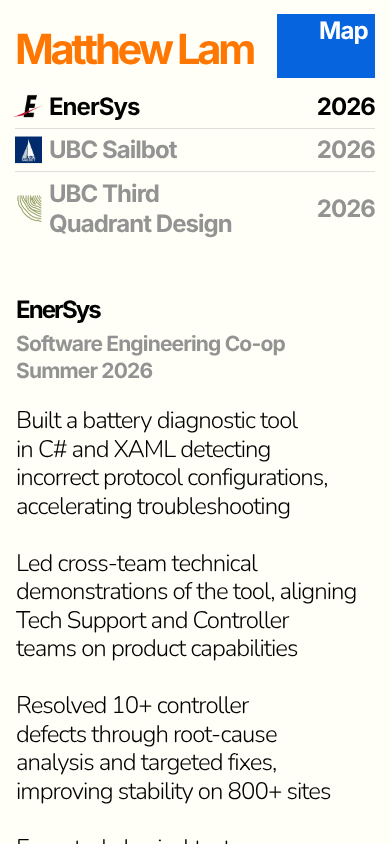 Matthew Lam
Map
EnerSys 2026
UBC Sailbot 2026
UBC Third
Quadrant Design 2026
EnerSys
Software Engineering Co-op
Summer 2026
Built a battery diagnostic tool
in C# and XAML detecting
incorrect protocol configurations,
accelerating troubleshooting
Led cross-team technical
demonstrations of the tool, aligning
Tech Support and Controller
teams on product capabilities
Resolved 10+ controller
defects through root-cause
analysis and targeted fixes,
improving stability on 800+ sites